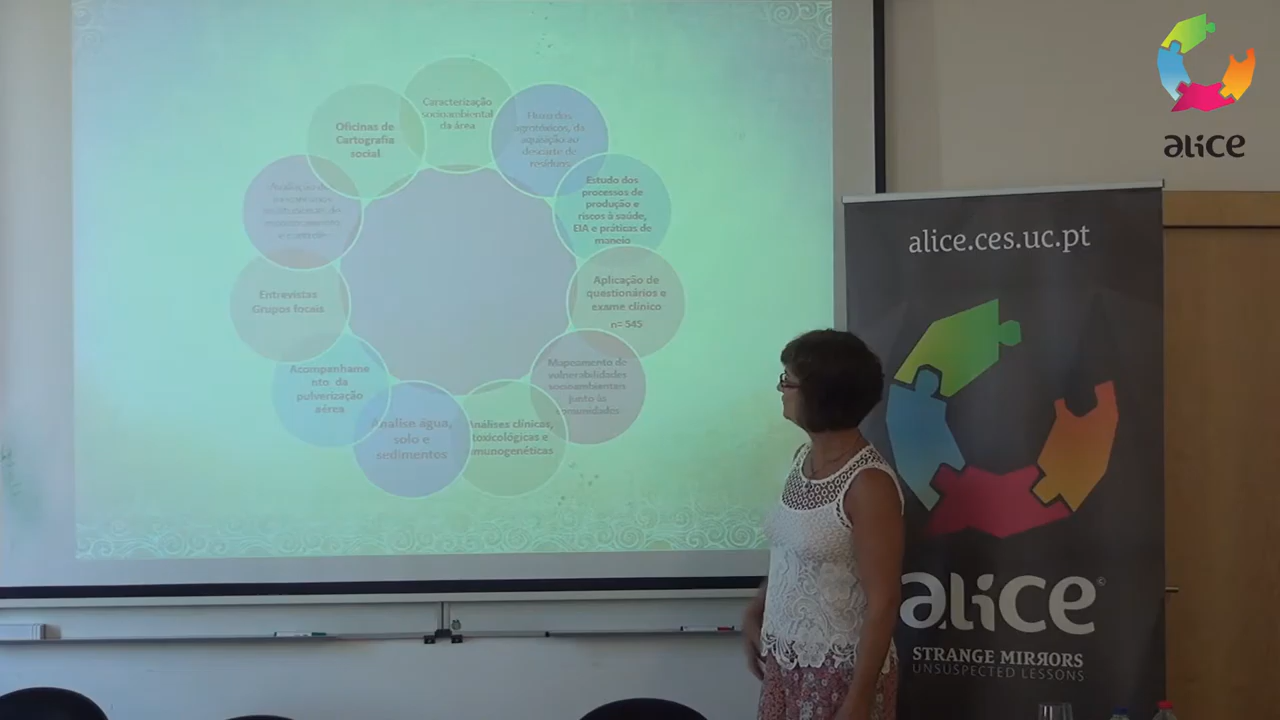 Caracterização
socioambiental
da área
agrotóxicos, da
aquisição ao
descarte de
resíduos
Estudo dos
processos de
produção e
riscos à saúde,
EIA e práticas de
manejo
Aplicação de
questionários e
exame clínico
n= 545
Mapeamento de
vulnerabilidades
socioambientais
junto às
comunidades
Análises clínicas,
toxicológicas e
imunogenéticas
Análise água,
solo e
sedimentos
Acompanhame
nto da
pulverização
aérea
Entrevistas
Grupos focais
Oficinas de
Cartografia
social
alice
alice.ces.uc.pt
alice
STRANGE MIRRORS
UNSUSPECTED LESSONS